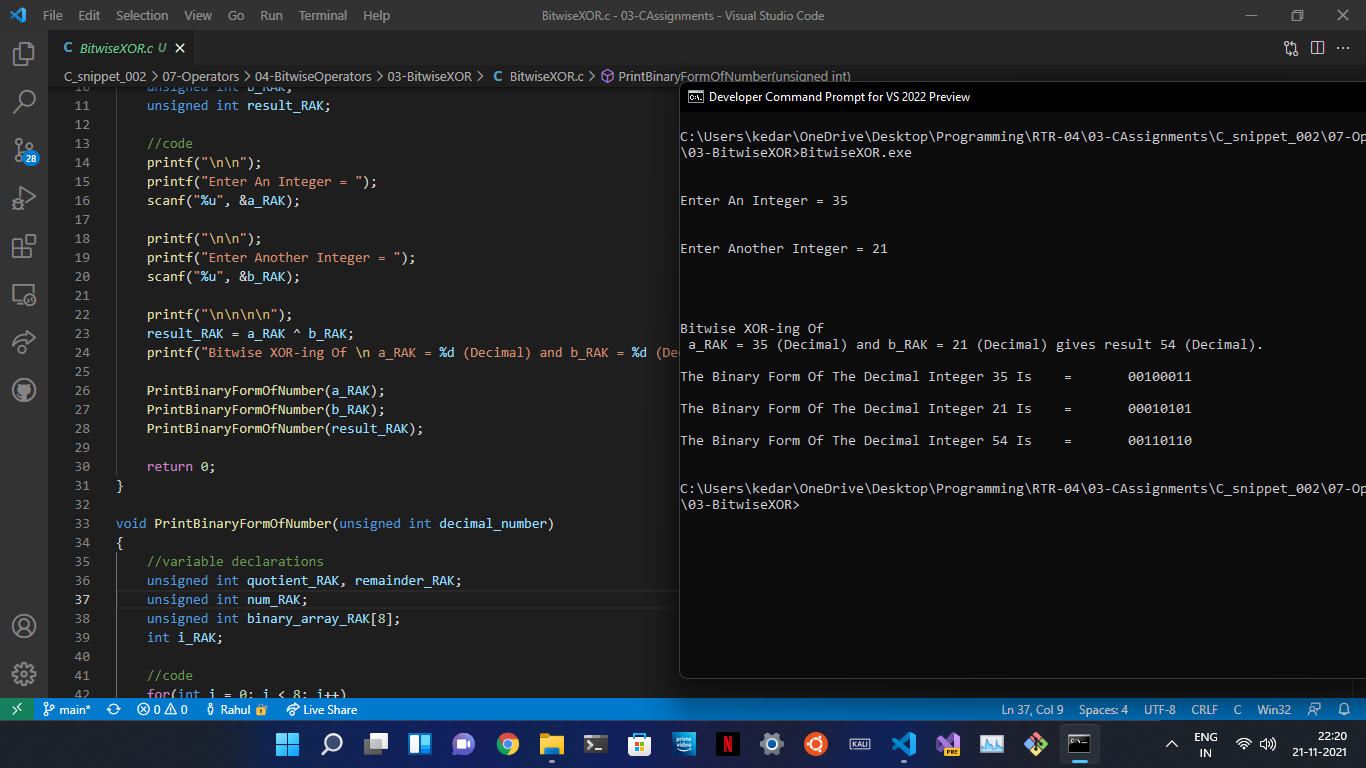 File Edit Selection View Go Run Terminal Help
BitwiseXOR.c - 03-CAssignments - Visual Studio Code
C BitwiseXOR.c U
C_snippet_002 > 07-Operators > 04-BitwiseOperators > 03-BitwiseXOR > C BitwiseXOR.c > PrintBinaryFormOfNumber(unsigned int)
28
10 unsigned int b_RAK;
11 unsigned int result_RAK;
12
13 //code
14 printf("\n\n");
15 printf("Enter An Integer = ");
16 scanf("%u", &a_RAK);
17
18 printf("\n\n");
19 printf("Enter Another Integer = ");
20 scanf("%u", &b_RAK);
21
22 printf("\n\n\n\n");
23 result_RAK = a_RAK ^ b_RAK;
24 printf("Bitwise XOR-ing Of \n a_RAK = %d (Decimal) and b_RAK = %d (De
25
26 PrintBinaryFormOfNumber(a_RAK);
27 PrintBinaryFormOfNumber(b_RAK);
28 PrintBinaryFormOfNumber(result_RAK);
29
30 return 0;
31 }
32
33 void PrintBinaryFormOfNumber(unsigned int decimal_number)
34 {
35 //variable declarations
36 unsigned int quotient_RAK, remainder_RAK;
37 unsigned int num_RAK;
38 unsigned int binary_array_RAK[8];
39 int i_RAK;
40
41 //code
42 for(int i = 0; i < 8; i++)
Developer Command Prompt for VS 2022 Preview
C:\Users\kedar\OneDrive\Desktop\Programming\RTR-04\03-CAssignments\C_snippet_002\07-Op
\03-BitwiseXOR>BitwiseXOR.exe
Enter An Integer = 35
Enter Another Integer = 21
Bitwise XOR-ing Of
a_RAK = 35 (Decimal) and b_RAK = 21 (Decimal) gives result 54 (Decimal).
The Binary Form Of The Decimal Integer 35 Is = 00100011
The Binary Form Of The Decimal Integer 21 Is = 00010101
The Binary Form Of The Decimal Integer 54 Is = 00110110
C:\Users\kedar\OneDrive\Desktop\Programming\RTR-04\03-CAssignments\C_snippet_002\07-Op
\03-BitwiseXOR>
main* 0 0 Rahul Live Share Ln 37, Col 9 Spaces: 4 UTF-8 CRLF C Win32
prime video N KALI PRE
ENG 22:20
IN 21-11-2021